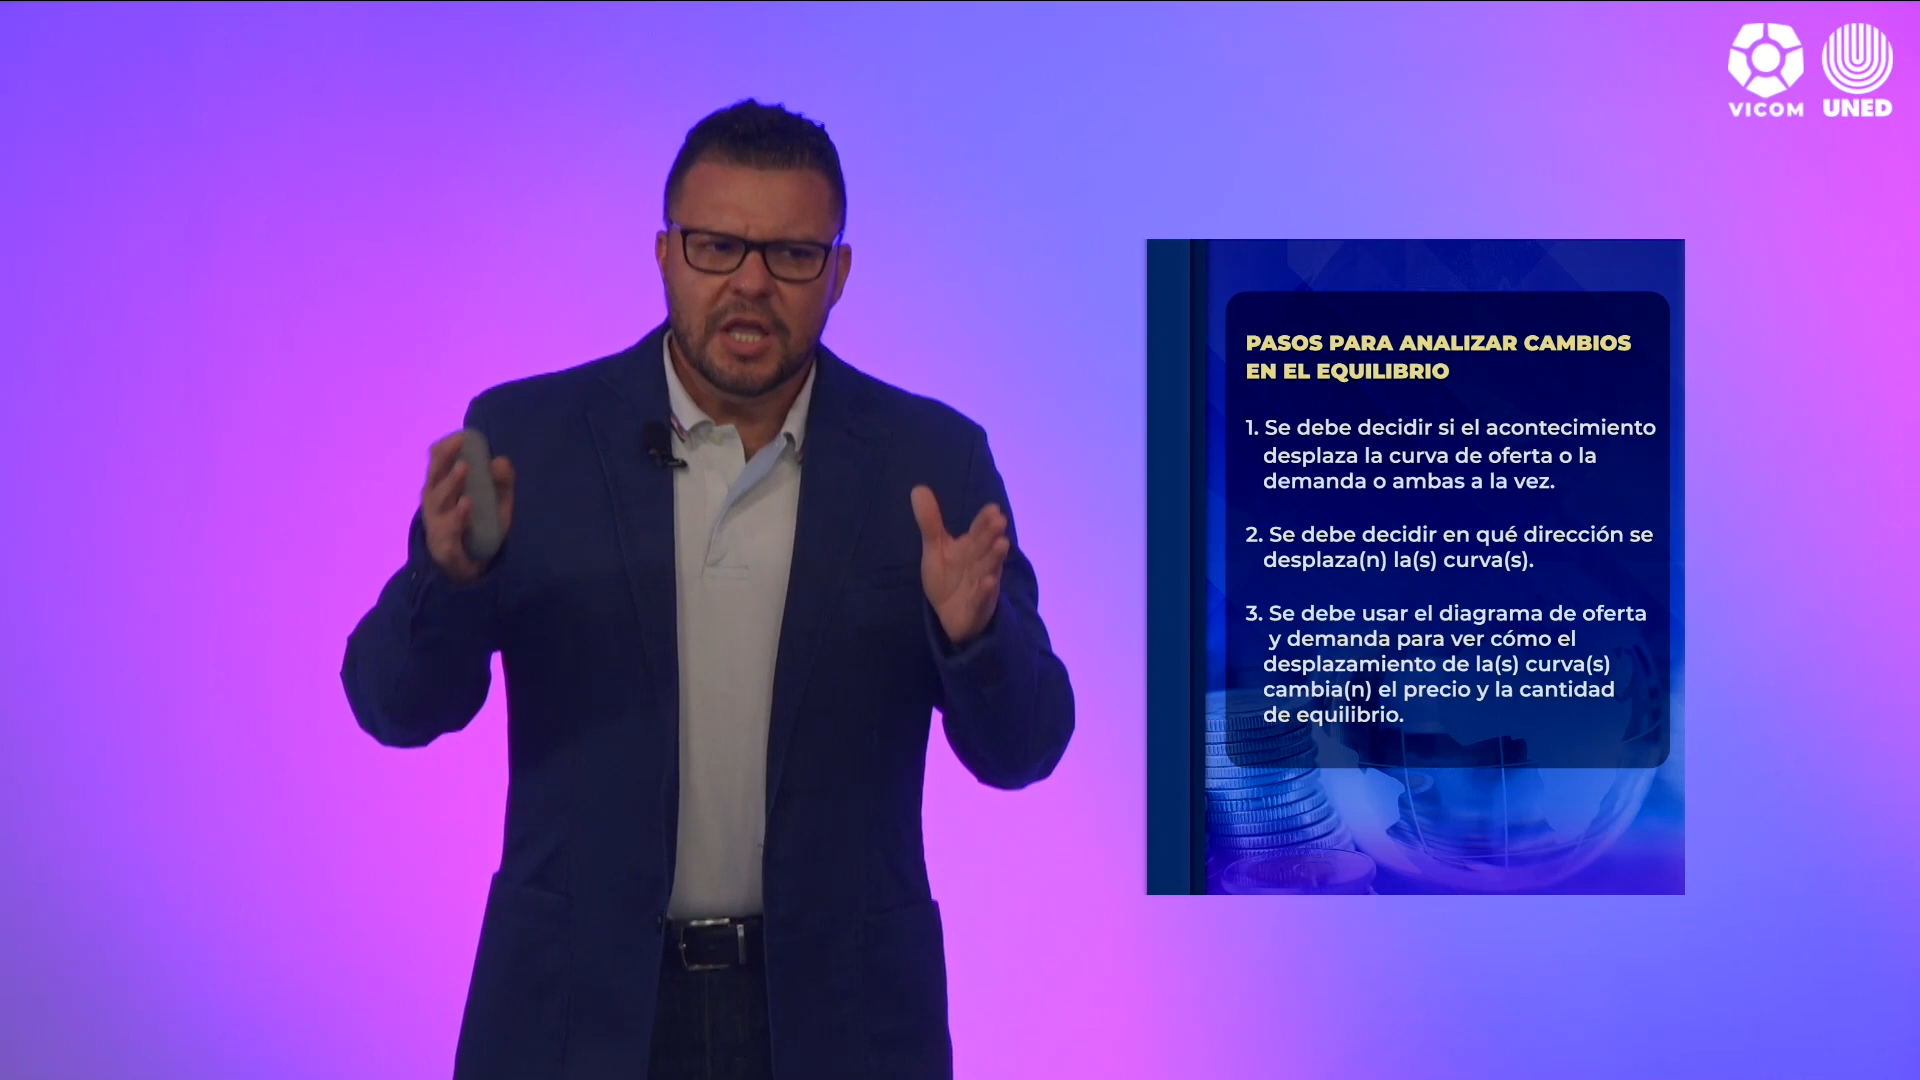 VICOM UNED
PASOS PARA ANALIZAR CAMBIOS
EN EL EQUILIBRIO
1. Se debe decidir si el acontecimiento
desplaza la curva de oferta o la
demanda o ambas a la vez.
2. Se debe decidir en qué dirección se
desplaza(n) la(s) curva(s).
3. Se debe usar el diagrama de oferta
y demanda para ver cómo el
desplazamiento de la(s) curva(s)
cambia(n) el precio y la cantidad
de equilibrio.